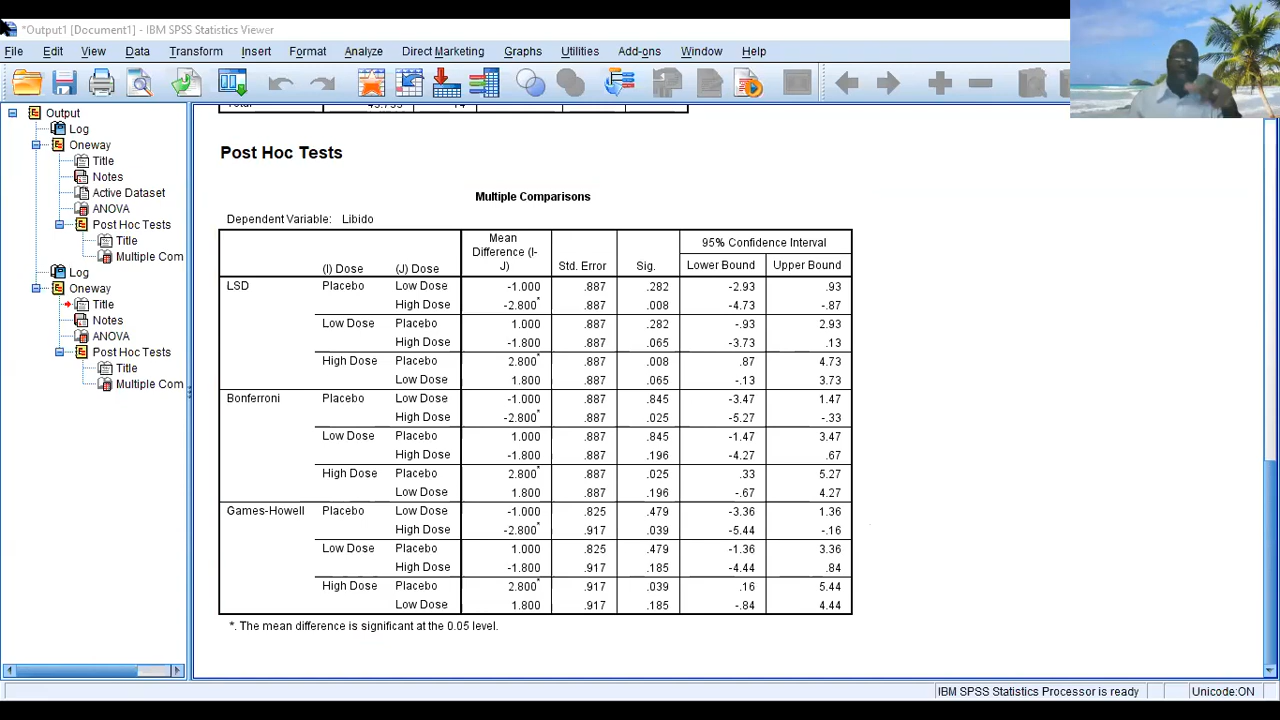 *Output1 [Document1] - IBM SPSS Statistics Viewer
File Edit View Data Transform Insert Format Analyze Direct Marketing Graphs Utilities Add-ons Window Help
Output
Log
Oneway
Title
Notes
Active Dataset
ANOVA
Post Hoc Tests
Title
Multiple Com
Log
Oneway
Title
Notes
ANOVA
Post Hoc Tests
Title
Multiple Com
Post Hoc Tests
Multiple Comparisons
Dependent Variable: Libido
(I) Dose (J) Dose Mean Difference (I-J) Std. Error Sig. 95% Confidence Interval
Lower Bound Upper Bound
LSD Placebo Low Dose -1.000 .887 .282 -2.93 .93
High Dose -2.800* .887 .008 -4.73 -.87
Low Dose Placebo 1.000 .887 .282 -.93 2.93
High Dose -1.800 .887 .065 -3.73 .13
High Dose Placebo 2.800* .887 .008 .87 4.73
Low Dose 1.800 .887 .065 -.13 3.73
Bonferroni Placebo Low Dose -1.000 .887 .845 -3.47 1.47
High Dose -2.800* .887 .025 -5.27 -.33
Low Dose Placebo 1.000 .887 .845 -1.47 3.47
High Dose -1.800 .887 .196 -4.27 .67
High Dose Placebo 2.800* .887 .025 .33 5.27
Low Dose 1.800 .887 .196 -.67 4.27
Games-Howell Placebo Low Dose -1.000 .825 .479 -3.36 1.36
High Dose -2.800* .917 .039 -5.44 -.16
Low Dose Placebo 1.000 .825 .479 -1.36 3.36
High Dose -1.800 .917 .185 -4.44 .84
High Dose Placebo 2.800* .917 .039 .16 5.44
Low Dose 1.800 .917 .185 -.84 4.44
*. The mean difference is significant at the 0.05 level.
IBM SPSS Statistics Processor is ready Unicode:ON